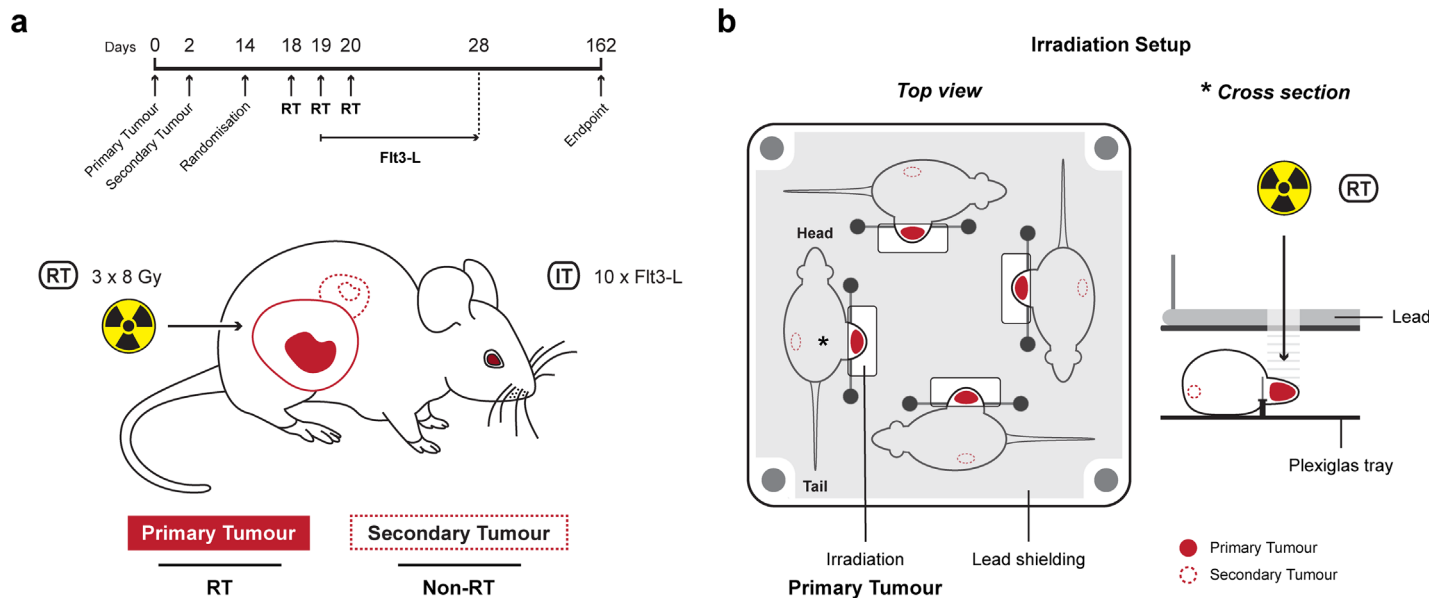 a
Days 0 2 14 18 19 20 28 162
Primary Tumour
Secondary Tumour
Randomisation
RT RT RT
Endpoint
Flt3-L
RT 3 x 8 Gy
IT 10 x Flt3-L
Primary Tumour
RT
Secondary Tumour
Non-RT
b
Irradiation Setup
Top view
* Cross section
RT
Head
*
Tail
Lead
Plexiglas tray
Irradiation
Primary Tumour
Lead shielding
Primary Tumour
Secondary Tumour